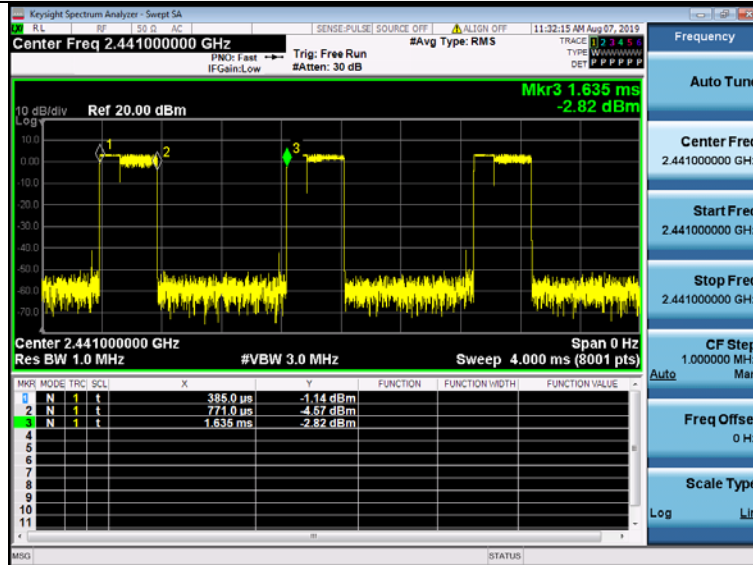 Keysight Spectrum Analyzer - Swept SA
RL RF 50 Ω AC SENSE:PULSE SOURCE OFF ALIGN OFF 11:32:15 AM Aug 07, 2019
Center Freq 2.441000000 GHz
#Avg Type: RMS
TRACE 1 2 3 4 5 6
PNO: Fast Trig: Free Run TYPE WWWWWW
IFGain:Low #Atten: 30 dB DET P P P P P P
Mkr3 1.635 ms
-2.82 dBm
10 dB/div Ref 20.00 dBm
Log
10.0
0.00
-10.0
-20.0
-30.0
-40.0
-50.0
-60.0
-70.0
1
2
3
Center 2.441000000 GHz Span 0 Hz
Res BW 1.0 MHz #VBW 3.0 MHz Sweep 4.000 ms (8001 pts)
MKR MODE TRC SCL X Y FUNCTION FUNCTION WIDTH FUNCTION VALUE
1 N 1 t 385.0 µs -1.14 dBm
2 N 1 t 771.0 µs -4.57 dBm
3 N 1 t 1.635 ms -2.82 dBm
4
5
6
7
8
9
10
11
MSG STATUS
Frequency
Auto Tune
Center Freq
2.441000000 GHz
Start Freq
2.441000000 GHz
Stop Freq
2.441000000 GHz
CF Step
1.000000 MHz
Auto Man
Freq Offset
0 Hz
Scale Type
Log Lin